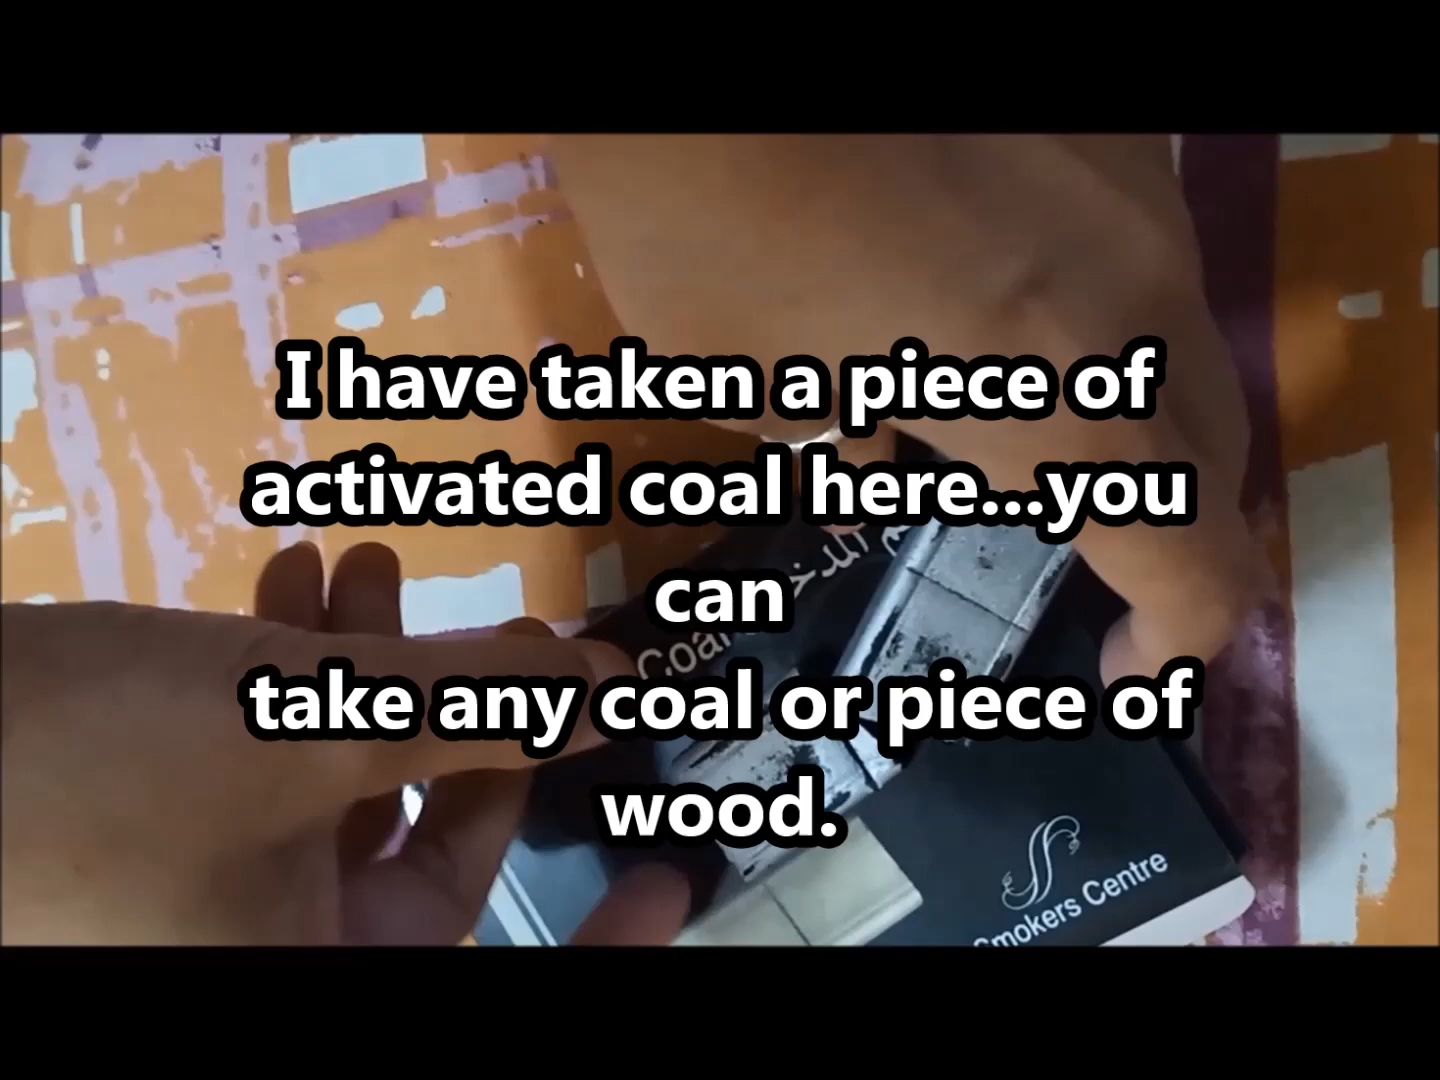 I have taken a piece of
activated coal here...you
can
take any coal or piece of
wood.
Smokers Centre